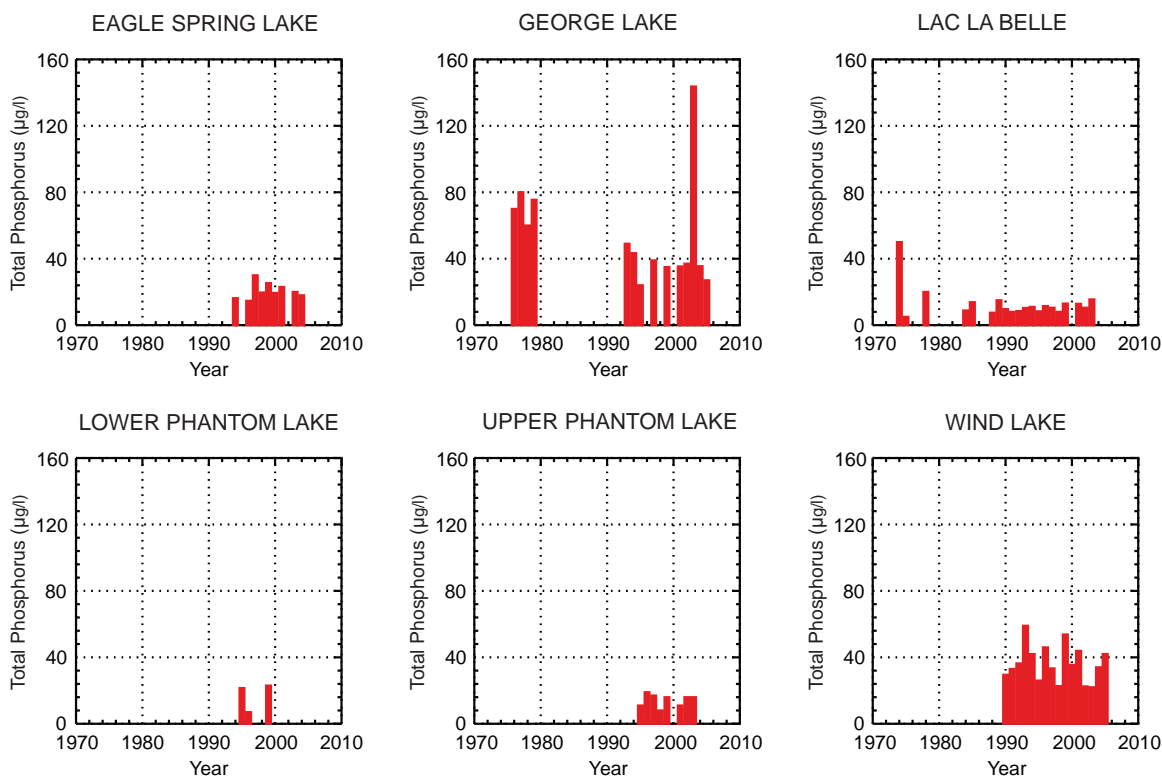 EAGLE SPRING LAKE
Total Phosphorus (µg/l)
160
120
80
40
0
1970 1980 1990 2000 2010
Year
GEORGE LAKE
Total Phosphorus (µg/l)
160
120
80
40
0
1970 1980 1990 2000 2010
Year
LAC LA BELLE
Total Phosphorus (µg/l)
160
120
80
40
0
1970 1980 1990 2000 2010
Year
LOWER PHANTOM LAKE
Total Phosphorus (µg/l)
160
120
80
40
0
1970 1980 1990 2000 2010
Year
UPPER PHANTOM LAKE
Total Phosphorus (µg/l)
160
120
80
40
0
1970 1980 1990 2000 2010
Year
WIND LAKE
Total Phosphorus (µg/l)
160
120
80
40
0
1970 1980 1990 2000 2010
Year